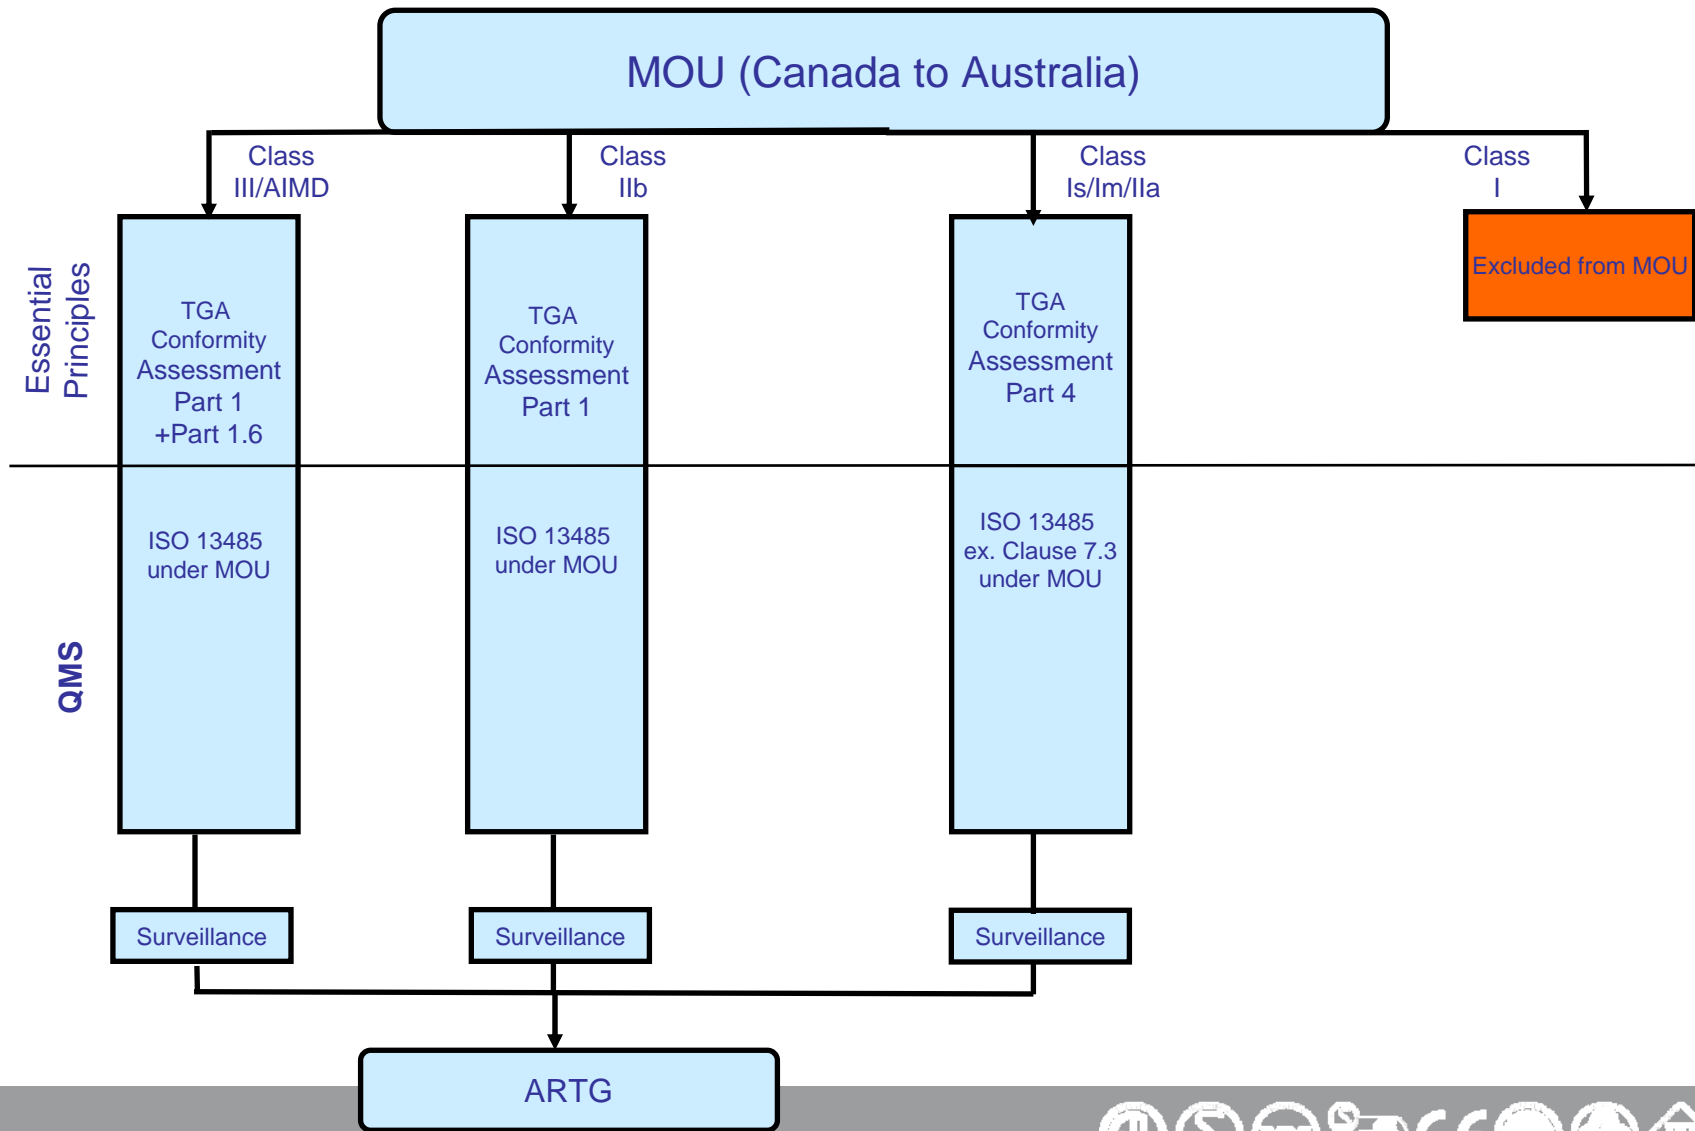 MOU (Canada to Australia)
Class
III/AIMD
Class
IIb
Class
Is/Im/IIa
Class
I
Essential
Principles
TGA
Conformity
Assessment
Part 1
+Part 1.6
TGA
Conformity
Assessment
Part 1
TGA
Conformity
Assessment
Part 4
Excluded from MOU
QMS
ISO 13485
under MOU
ISO 13485
under MOU
ISO 13485
ex. Clause 7.3
under MOU
Surveillance
Surveillance
Surveillance
ARTG